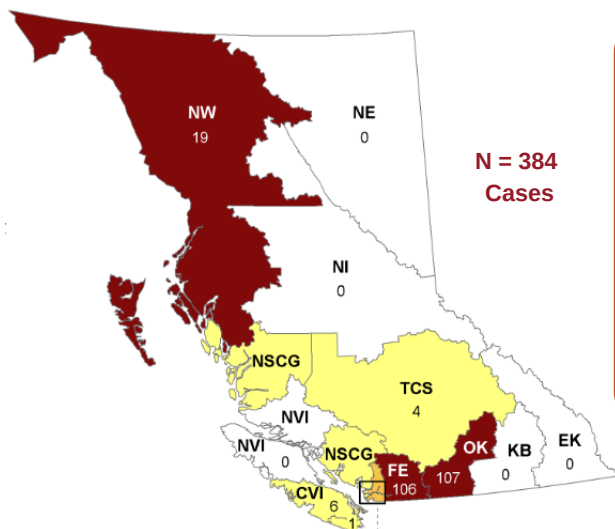 NW
19
NE
0
N = 384
Cases
NI
0
NSCG
TCS
4
NVI
NVI
0
NSCG
OK
107
KB
0
EK
0
FE
106
CVI
6
1